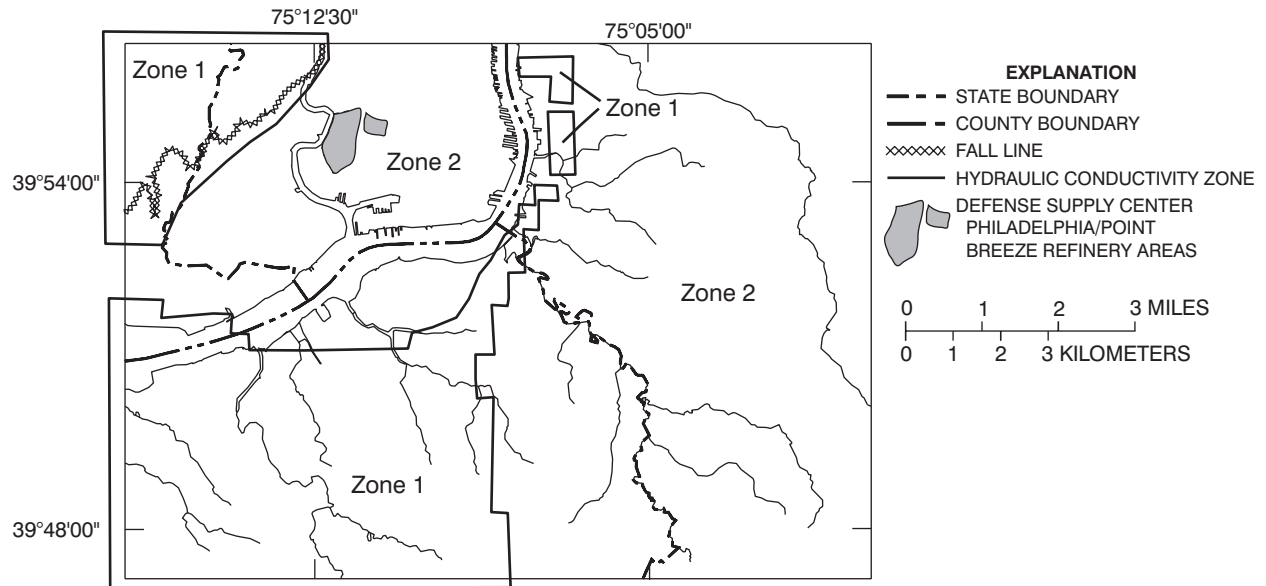 75°12'30"
75°05'00"
Zone 1
Zone 1
Zone 2
39°54'00"
Zone 2
Zone 1
39°48'00"
EXPLANATION
STATE BOUNDARY
COUNTY BOUNDARY
FALL LINE
HYDRAULIC CONDUCTIVITY ZONE
DEFENSE SUPPLY CENTER
PHILADELPHIA/POINT
BREEZE REFINERY AREAS
0 1 2 3 MILES
0 1 2 3 KILOMETERS